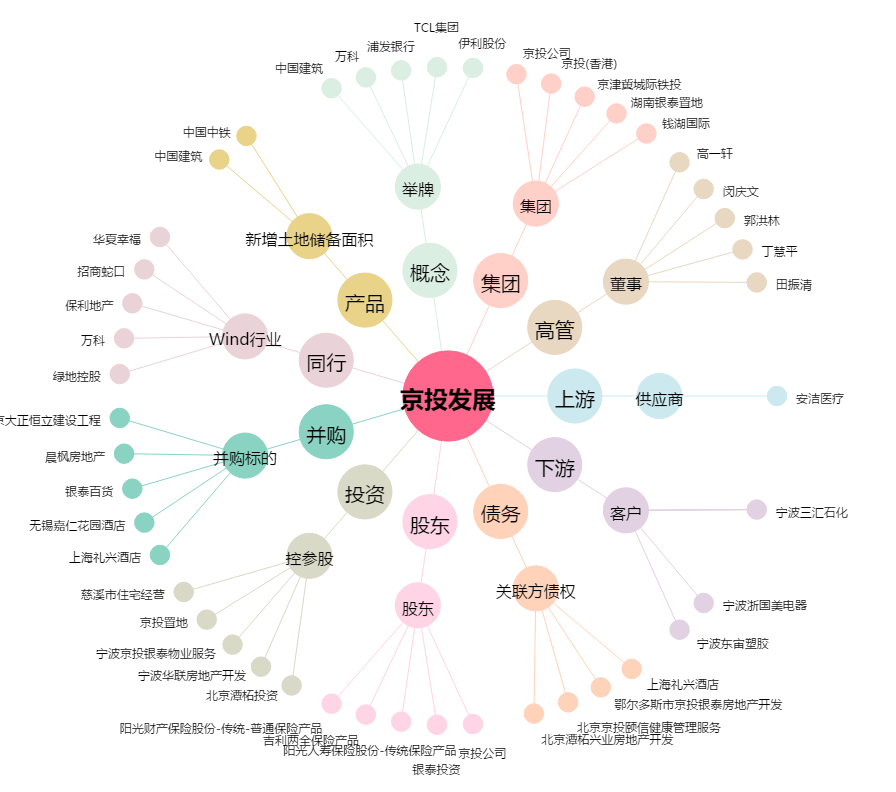 TCL集团
浦发银行
伊利股份
万科
中国建筑
京投公司
京投(香港)
京津冀城际铁投
湖南银泰置地
钱湖国际
中国中铁
中国建筑
举牌
集团
高一轩
闵庆文
郭洪林
丁慧平
田振清
董事
新增土地储备面积
华夏幸福
招商蛇口
保利地产
万科
绿地控股
Wind行业
概念
集团
产品
高管
同行
京投发展
上游
供应商
安洁医疗
京大正恒立建设工程
晨枫房地产
银泰百货
无锡嘉仁花园酒店
上海礼兴酒店
并购标的
并购
下游
客户
宁波三汇石化
宁波浙国美电器
宁波东宙塑胶
投资
股东
债务
控参股
慈溪市住宅经营
京投置地
宁波京投银泰物业服务
宁波华联房地产开发
北京潭柘投资
股东
关联方债权
上海礼兴酒店
鄂尔多斯市京投银泰房地产开发
北京京投颐信健康管理服务
北京潭柘兴业房地产开发
阳光财产保险股份-传统-普通保险产品
吉利两全保险产品
阳光人寿保险股份-传统保险产品
京投公司
银泰投资